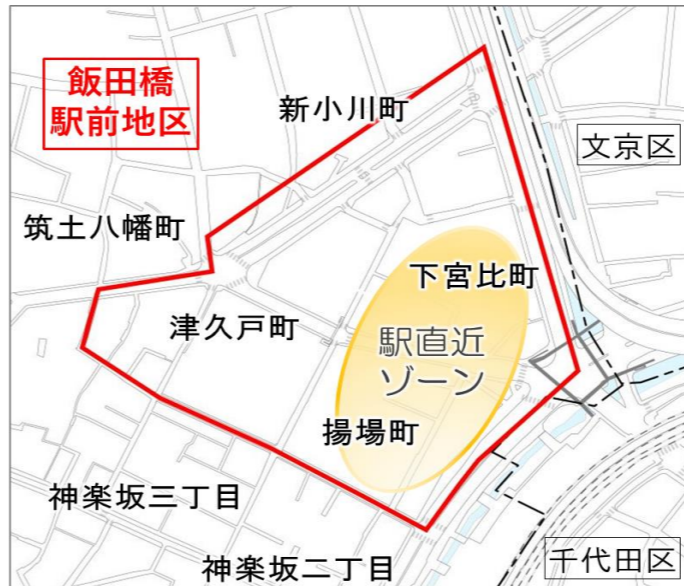 飯田橋
駅前地区
新小川町
文京区
筑土八幡町
下宮比町
津久戸町
駅直近
ゾーン
揚場町
神楽坂三丁目
神楽坂二丁目
千代田区